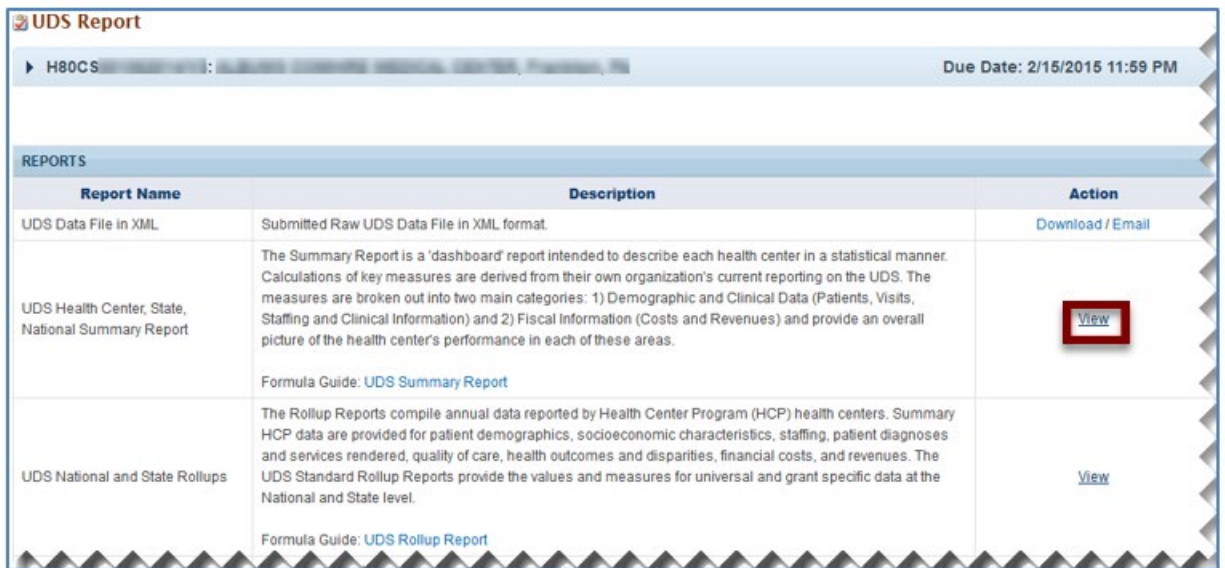 UDS Report
H80CS
Due Date: 2/15/2015 11:59 PM
REPORTS
Report Name Description Action
UDS Data File in XML Submitted Raw UDS Data File in XML format. Download / Email
UDS Health Center, State,
National Summary Report
The Summary Report is a 'dashboard' report intended to describe each health center in a statistical manner.
Calculations of key measures are derived from their own organization's current reporting on the UDS. The
measures are broken out into two main categories: 1) Demographic and Clinical Data (Patients, Visits,
Staffing and Clinical Information) and 2) Fiscal Information (Costs and Revenues) and provide an overall
picture of the health center's performance in each of these areas.
Formula Guide: UDS Summary Report
View
UDS National and State Rollups
The Rollup Reports compile annual data reported by Health Center Program (HCP) health centers. Summary
HCP data are provided for patient demographics, socioeconomic characteristics, staffing, patient diagnoses
and services rendered, quality of care, health outcomes and disparities, financial costs, and revenues. The
UDS Standard Rollup Reports provide the values and measures for universal and grant specific data at the
National and State level.
Formula Guide: UDS Rollup Report
View